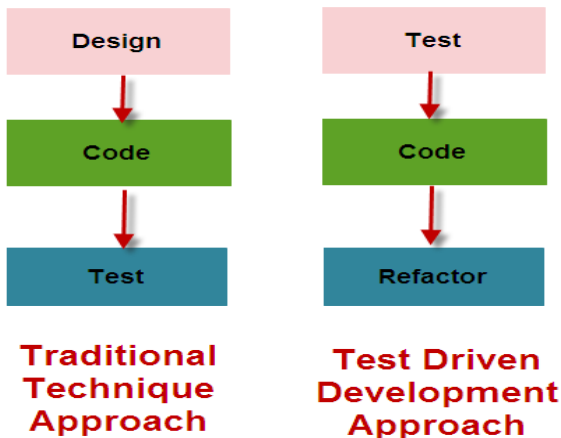 Design
Code
Test
Traditional
Technique
Approach
Test
Code
Refactor
Test Driven
Development
Approach